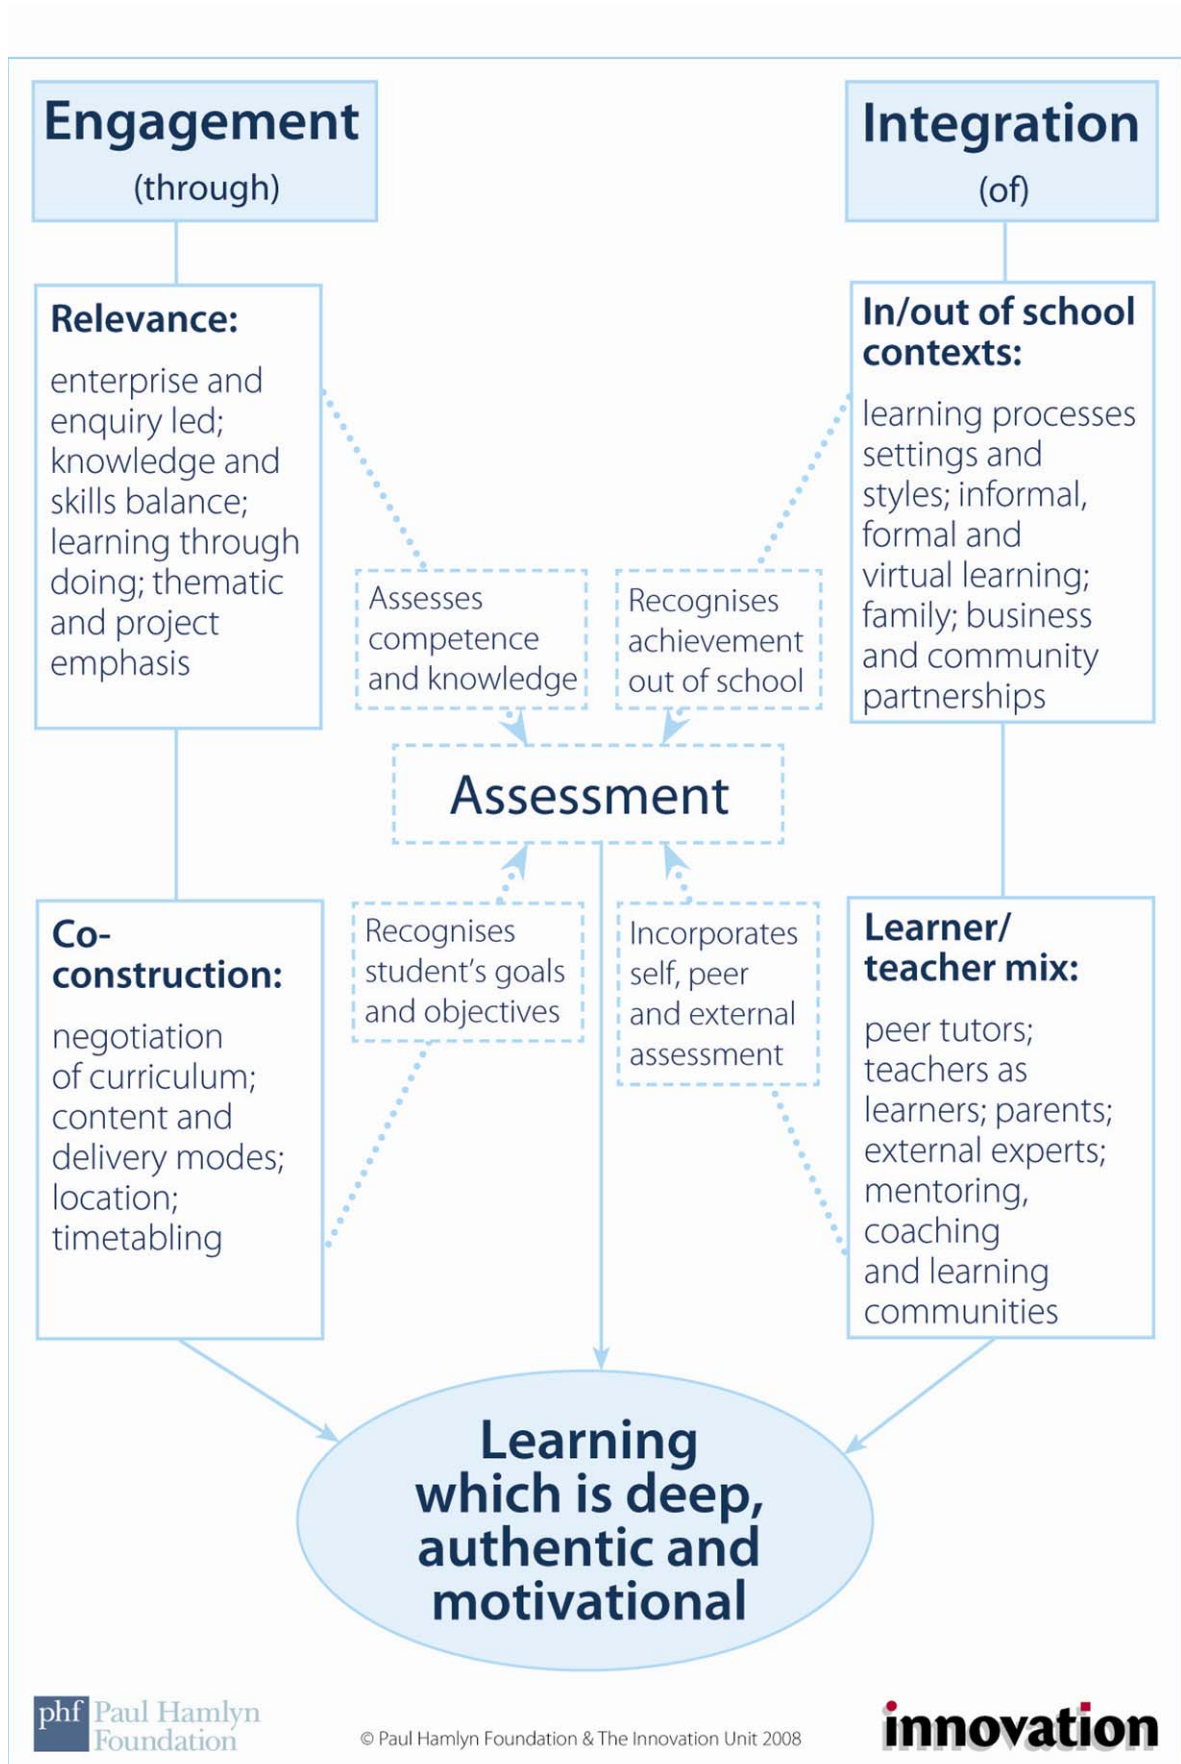 Engagement
(through)
Integration
(of)
Relevance:
enterprise and
enquiry led;
knowledge and
skills balance;
learning through
doing; thematic
and project
emphasis
In/out of school
contexts:
learning processes
settings and
styles; informal,
formal and
virtual learning;
family; business
and community
partnerships
Assesses
competence
and knowledge
Recognises
achievement
out of school
Assessment
Co-
construction:
negotiation
of curriculum;
content and
delivery modes;
location;
timetabling
Recognises
student's goals
and objectives
Incorporates
self, peer
and external
assessment
Learner/
teacher mix:
peer tutors;
teachers as
learners; parents;
external experts;
mentoring,
coaching
and learning
communities
Learning
which is deep,
authentic and
motivational
phf Paul Hamlyn
Foundation
© Paul Hamlyn Foundation & The Innovation Unit 2008
innovation